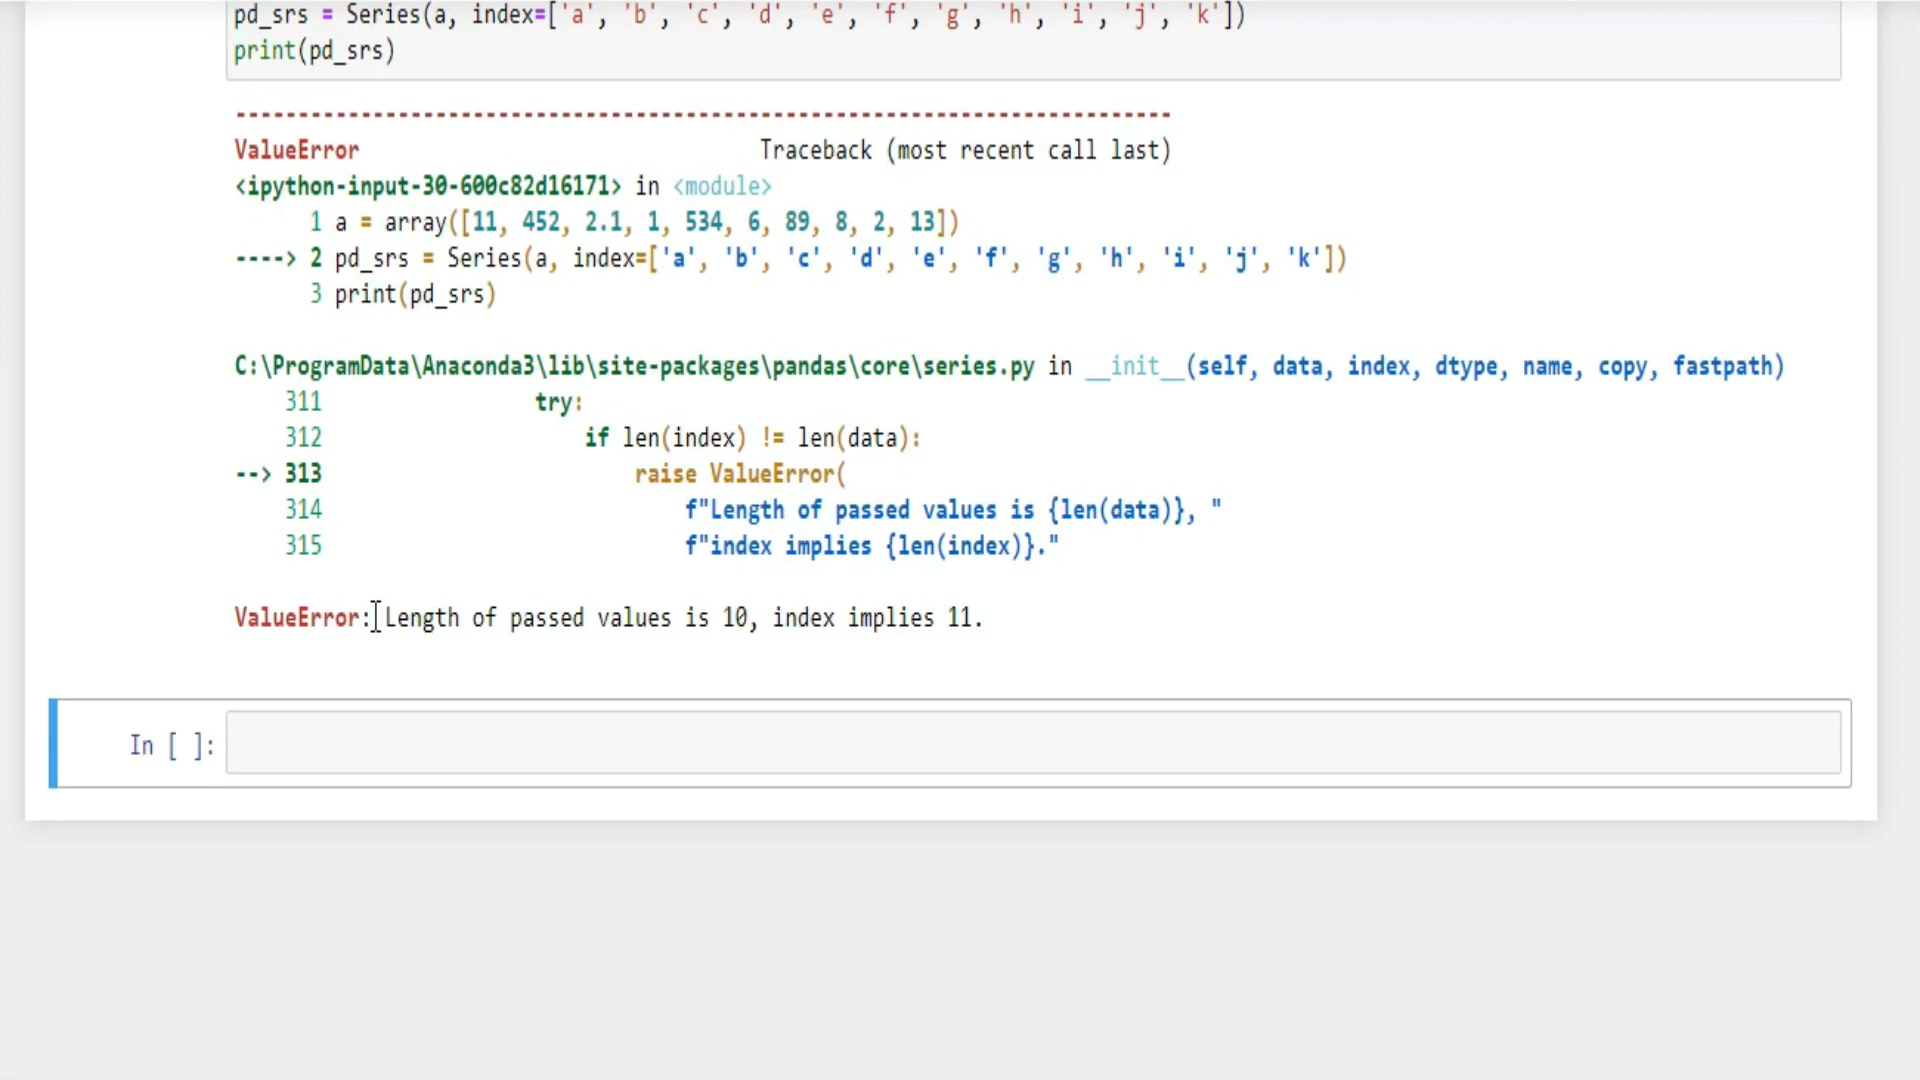 pd_srs = Series(a, index=['a', 'b', 'c', 'd', 'e', 'f', 'g', 'h', 'i', 'j', 'k'])
print(pd_srs)
---------------------------------------------------------------------------
ValueError                                Traceback (most recent call last)
<ipython-input-30-600c82d16171> in <module>
      1 a = array([11, 452, 2.1, 1, 534, 6, 89, 8, 2, 13])
----> 2 pd_srs = Series(a, index=['a', 'b', 'c', 'd', 'e', 'f', 'g', 'h', 'i', 'j', 'k'])
      3 print(pd_srs)
C:\ProgramData\Anaconda3\lib\site-packages\pandas\core\series.py in __init__(self, data, index, dtype, name, copy, fastpath)
    311                 try:
    312                     if len(index) != len(data):
--> 313                         raise ValueError(
    314                             f"Length of passed values is {len(data)}, "
    315                             f"index implies {len(index)}."
ValueError: Length of passed values is 10, index implies 11.
In [ ]: